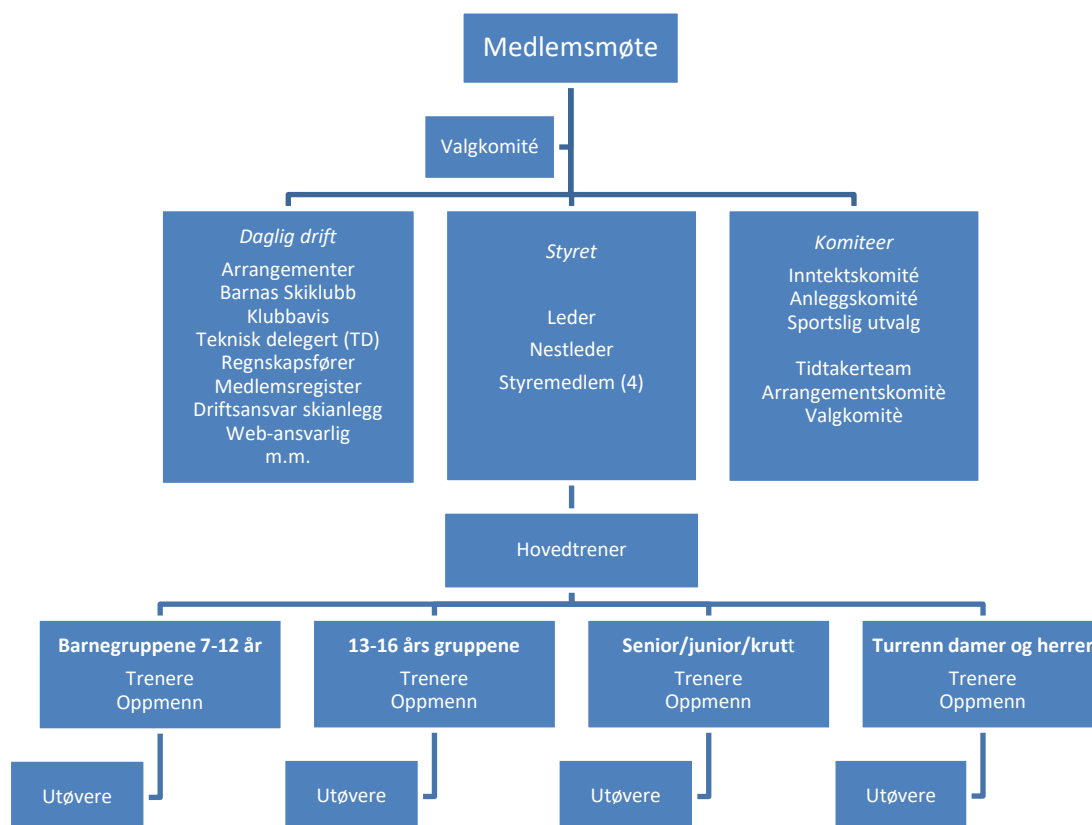 Medlemsmøte
Valgkomité
Daglig drift
Arrangementer
Barnas Skiklubb
Klubbavis
Teknisk delegert (TD)
Regnskapsfører
Medlemsregister
Driftsansvar skianlegg
Web-ansvarlig
m.m.
Styret
Leder
Nestleder
Styremedlem (4)
Komiteer
Inntektskomité
Anleggskomité
Sportslig utvalg
Tidtakerteam
Arrangementskomitè
Valgkomitè
Hovedtrener
Barnegruppene 7-12 år
Trenere
Oppmenn
Utøvere
13-16 års gruppene
Trenere
Oppmenn
Utøvere
Senior/junior/krutt
Trenere
Oppmenn
Utøvere
Turrenn damer og herrer
Trenere
Oppmenn
Utøvere